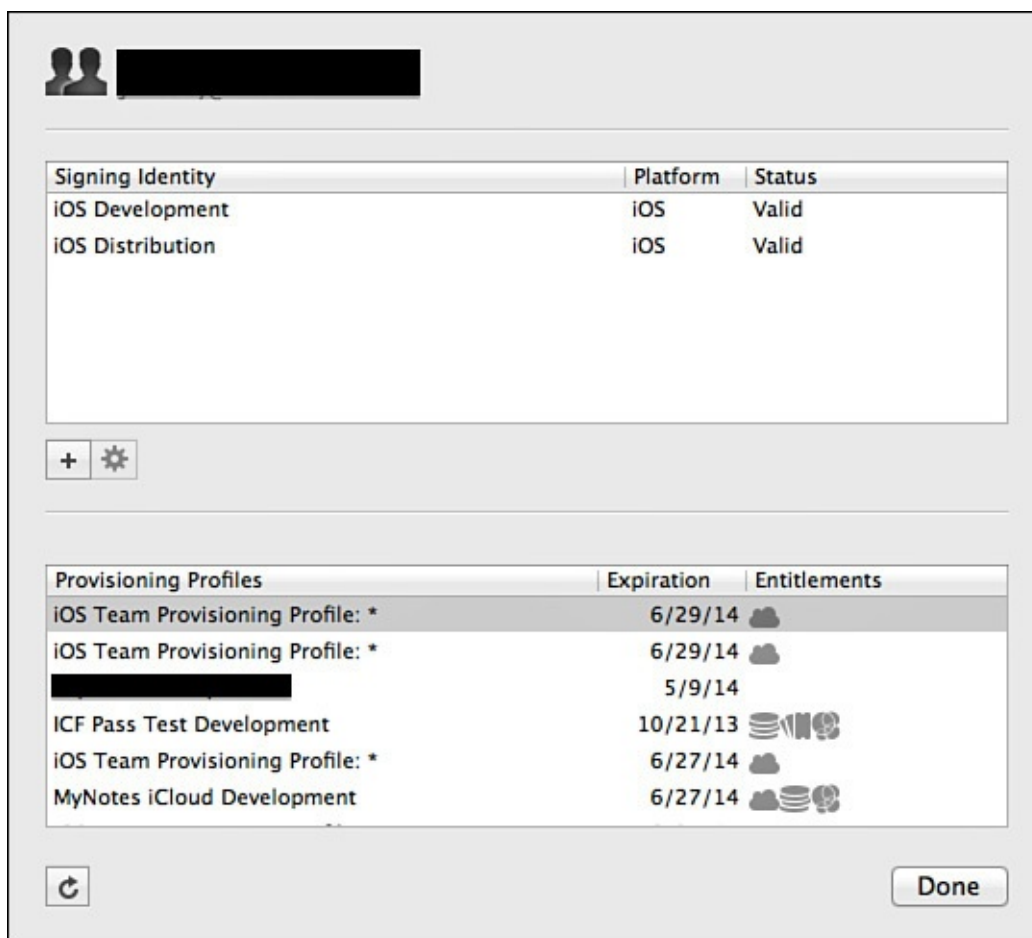 Signing Identity Platform Status
iOS Development iOS Valid
iOS Distribution iOS Valid
+
Provisioning Profiles Expiration Entitlements
iOS Team Provisioning Profile: * 6/29/14
iOS Team Provisioning Profile: * 6/29/14
5/9/14
ICF Pass Test Development 10/21/13
iOS Team Provisioning Profile: * 6/27/14
MyNotes iCloud Development 6/27/14
Done